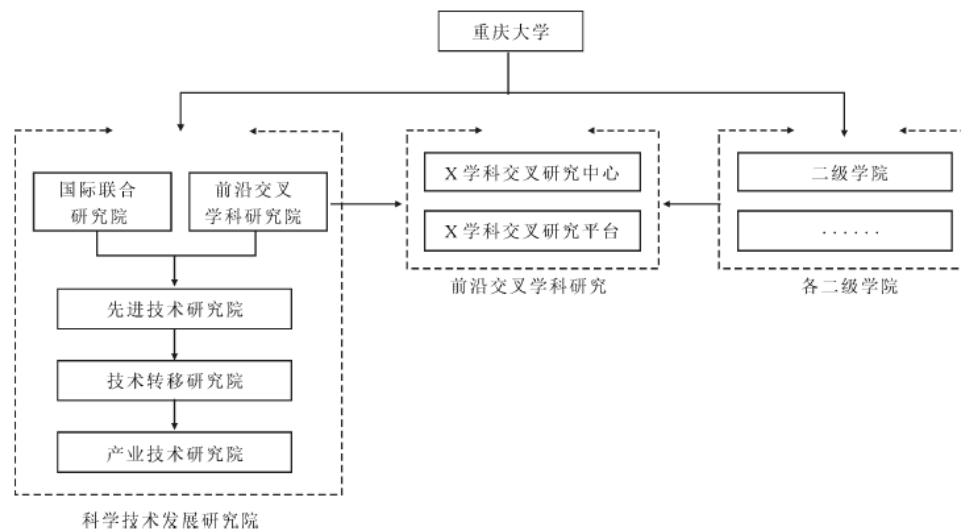 重庆大学
国际联合
研究院
前沿交叉
学科研究院
先进技术研究院
技术转移研究院
产业技术研究院
科学技术发展研究院
X学科交叉研究中心
X学科交叉研究平台
前沿交叉学科研究
二级学院
······
各二级学院